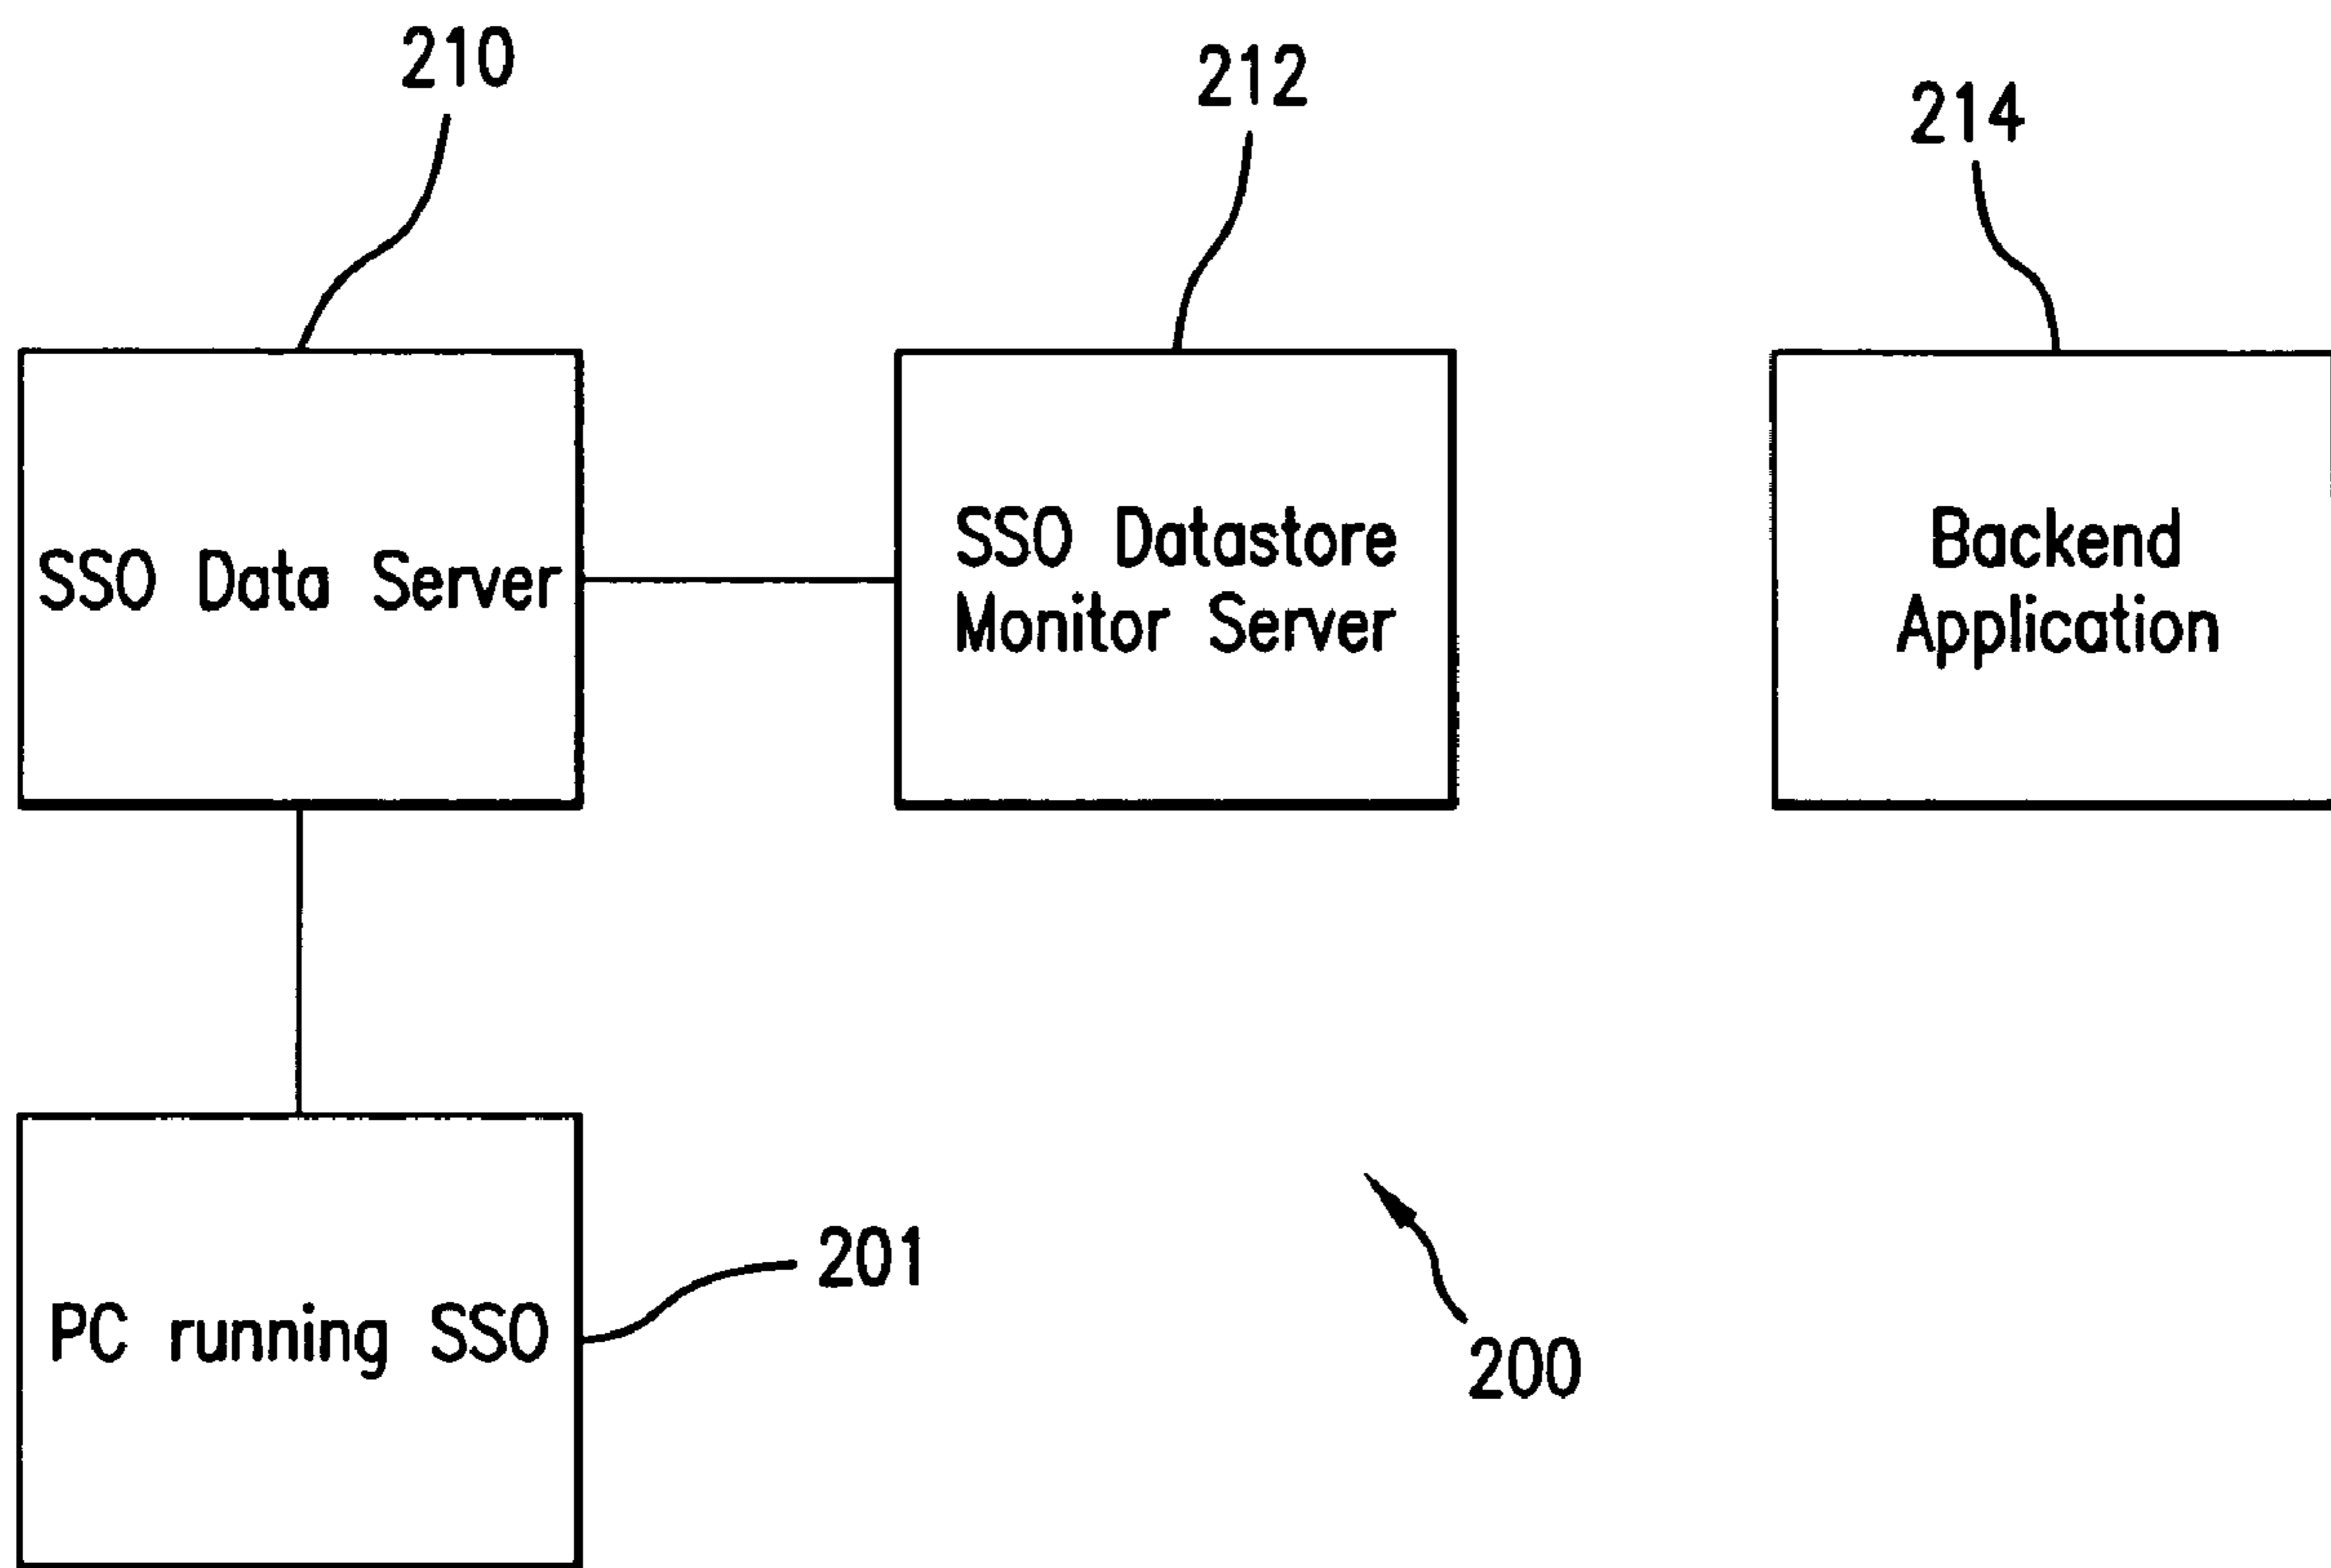 210
212
214
SSO Data Server
SSO Datastore
Monitor Server
Backend
Application
201
PC running SSO
200